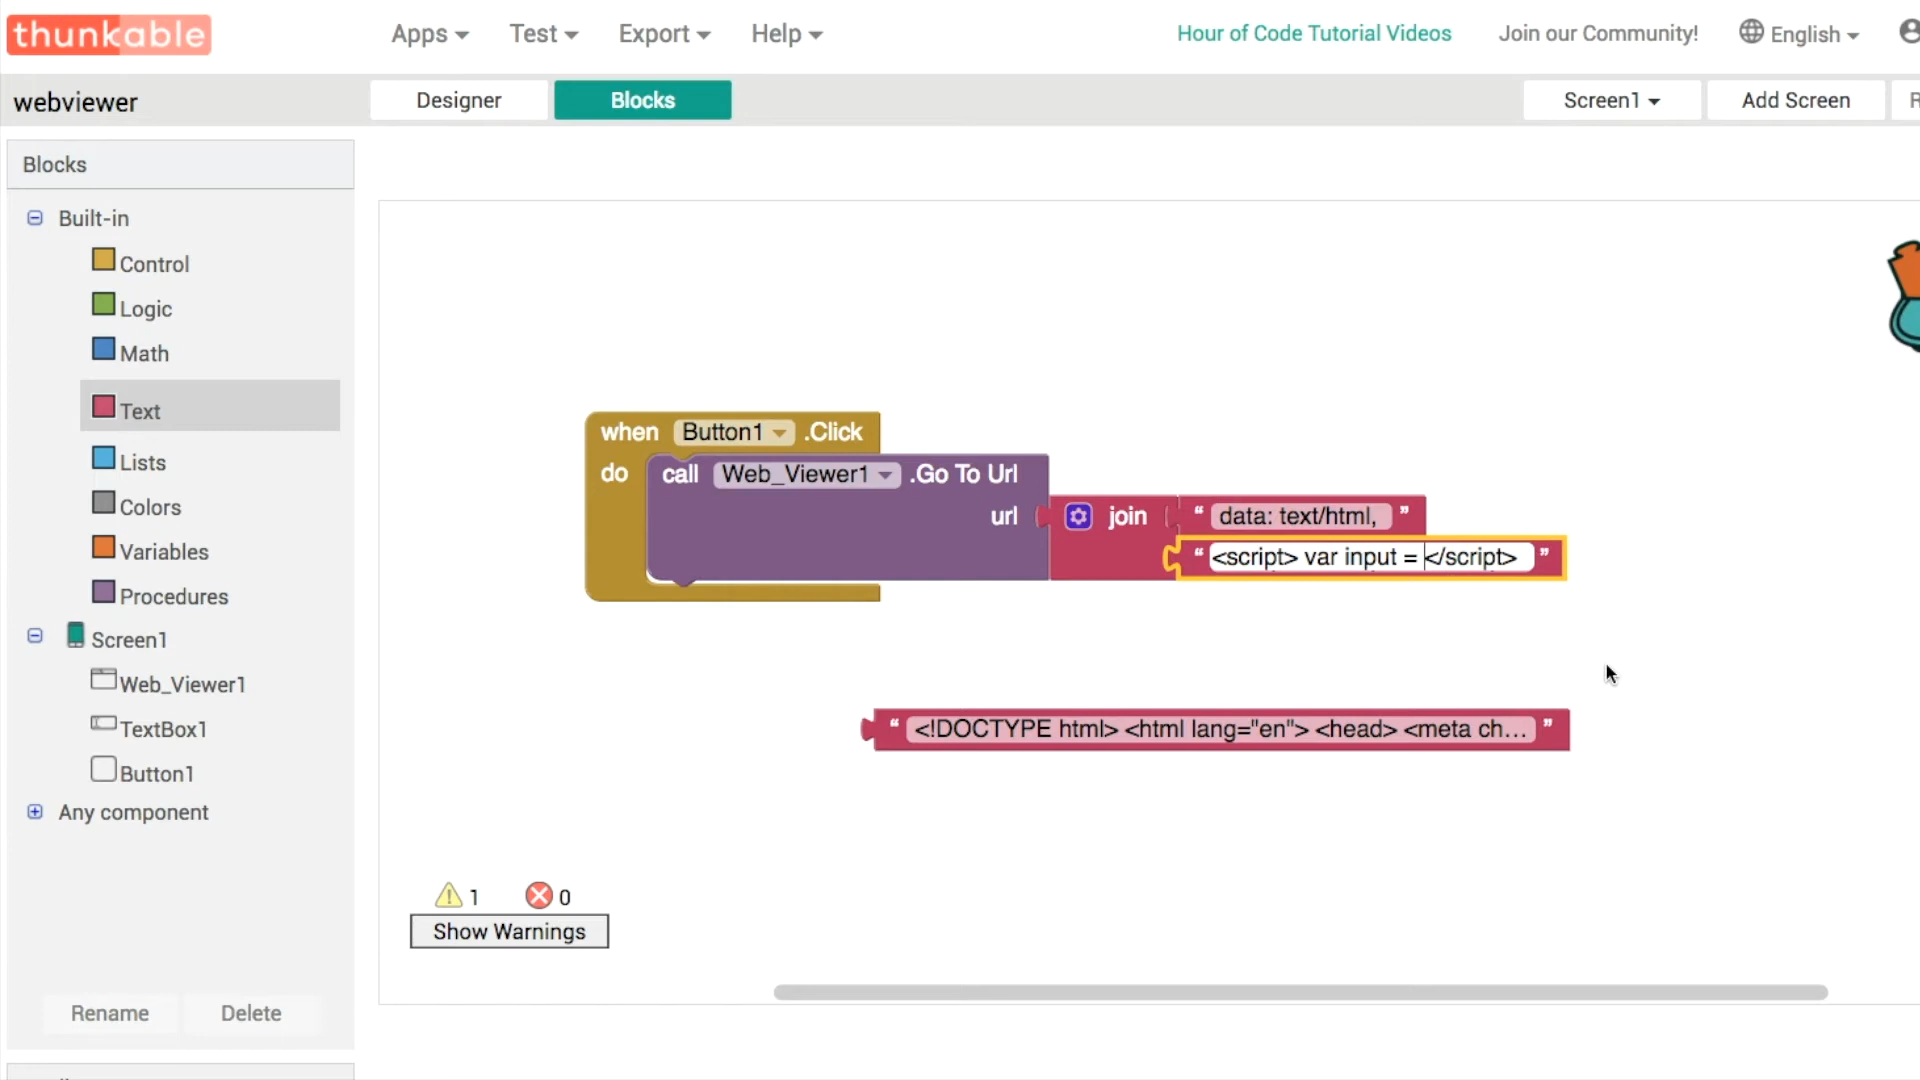 thunkable
Apps Test Export Help
Hour of Code Tutorial Videos Join our Community! English
webviewer Designer Blocks Screen1 Add Screen
Blocks
Built-in
Control
Logic
Math
Text
Lists
Colors
Variables
Procedures
Screen1
Web_Viewer1
TextBox1
Button1
Any component
when Button1 .Click
do call Web_Viewer1 .Go To Url
url join “ data: text/html, ”
“ <script> var input = </script> ”
“ <!DOCTYPE html> <html lang="en"> <head> <meta ch... ”
1 0
Show Warnings
Rename Delete